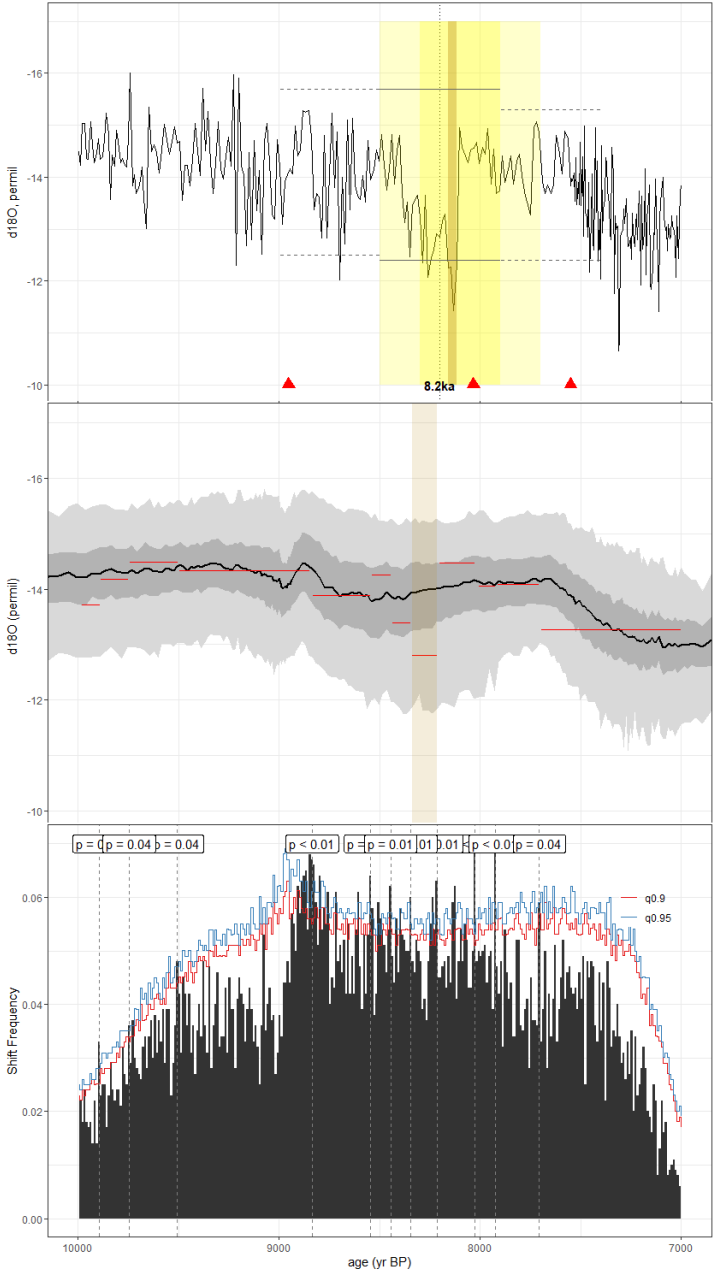 -16
-14
-12
-10
d18O, permil
8.2ka
-16
-14
-12
-10
d18O (permil)
p = 0 p = 0.04 p = 0.04 p < 0.01 p = p = 0.01 01 0.01 < p < 0.01 p = 0.04
0.06
0.04
0.02
0.00
Shift Frequency
q0.9
q0.95
10000 9000 8000 7000
age (yr BP)